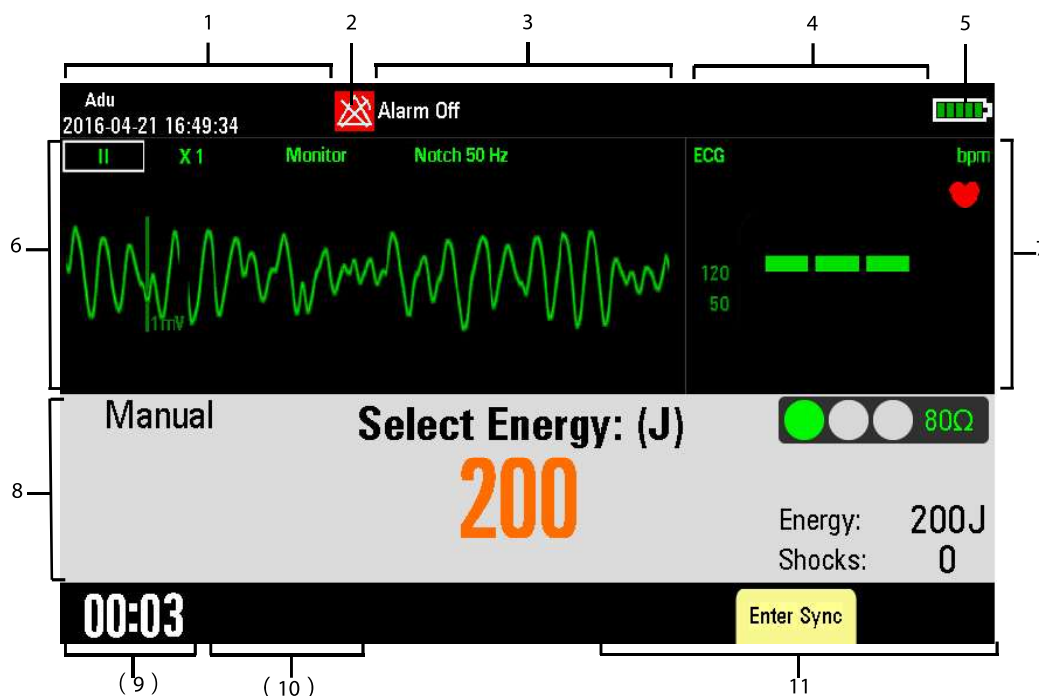 1 2 3 4 5
Adu
2016-04-21 16:49:34
Alarm Off
II X 1 Monitor Notch 50 Hz ECG bpm
6
120
50
1mV
Manual
Select Energy: (J)
80Ω
200
8
Energy: 200J
Shocks: 0
00:03
Enter Sync
( 9 ) ( 10 ) 11